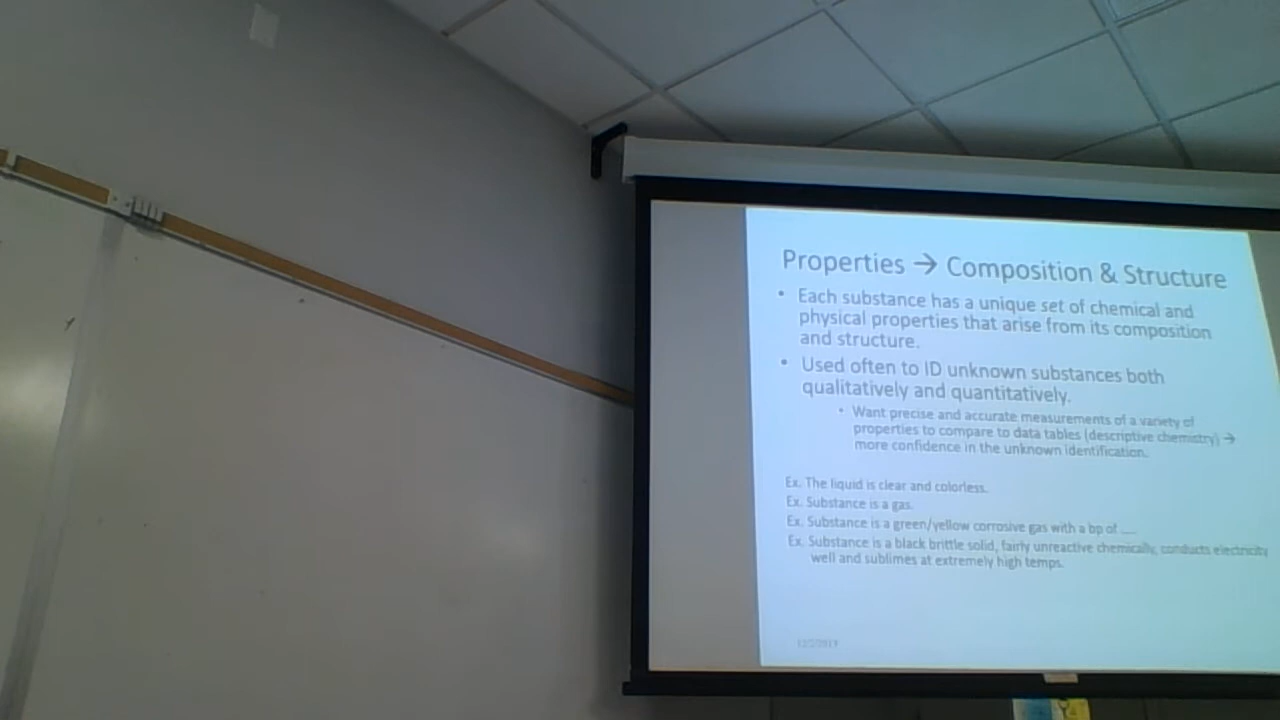 Properties → Composition & Structure
• Each substance has a unique set of chemical and
physical properties that arise from its composition
and structure.
• Used often to ID unknown substances both
qualitatively and quantitatively.
• Want precise and accurate measurements of a variety of
properties to compare to data tables (descriptive chemistry) →
more confidence in the unknown identification.
Ex. The liquid is clear and colorless.
Ex. Substance is a gas.
Ex. Substance is a green/yellow corrosive gas with a bp of ....
Ex. Substance is a black brittle solid, fairly unreactive chemically, conducts electricity
well and sublimes at extremely high temps.